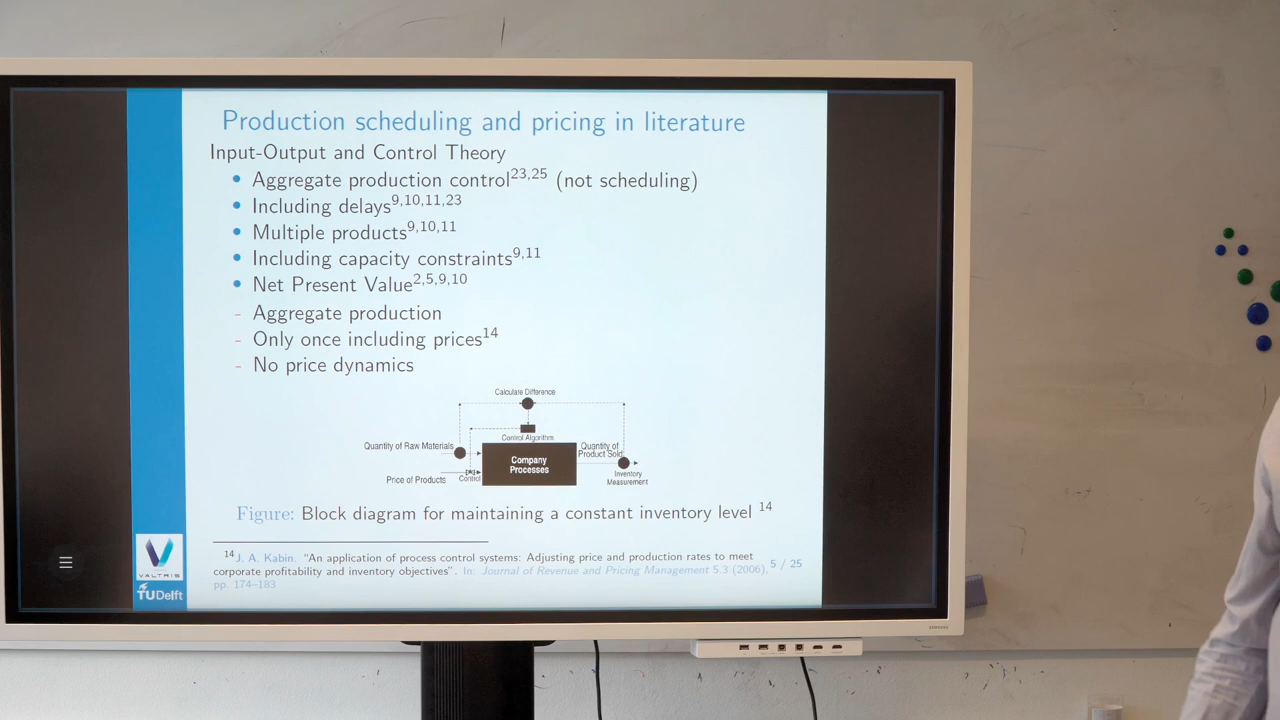 Production scheduling and pricing in literature
Input-Output and Control Theory
• Aggregate production control23,25 (not scheduling)
• Including delays9,10,11,23
• Multiple products9,10,11
• Including capacity constraints9,11
• Net Present Value2,5,9,10
- Aggregate production
- Only once including prices14
- No price dynamics
Calculate Difference
Control Algorithm
Quantity of Raw Materials
Quantity of
Product Sold
Company
Processes
Price of Products
Control
Inventory
Measurement
Figure: Block diagram for maintaining a constant inventory level 14
14 J. A. Kabin. “An application of process control systems: Adjusting price and production rates to meet
corporate profitability and inventory objectives”. In: Journal of Revenue and Pricing Management 5.3 (2006),
pp. 174–183
5 / 25
VALTRIS
TUDelft
SAMSUNG